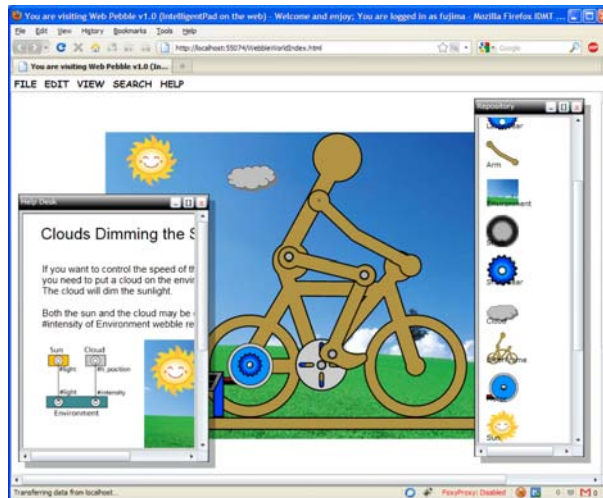 You are visiting Web Pebble v1.0 (IntelligentPad on the web) - Welcome and enjoy; You are logged in as fujima - Mozilla Firefox IDMT ...
File Edit View History Bookmarks Tools Help
http://localhost:55074/WebbleWorldIndex.html
Google
You are visiting Web Pebble v1.0 (In...
FILE EDIT VIEW SEARCH HELP
Repository
Arm
Environment
Cloud
Sun
Help Desk
Clouds Dimming the S
If you want to control the speed of th
you need to put a cloud on the envir
The cloud will dim the sunlight.
Both the sun and the cloud may be
#intensity of Environment webble re
Sun Cloud
#light #h_position
#light #intensity
Environment
Transferring data from localhost...
FoxyProxy: Disabled
0
0